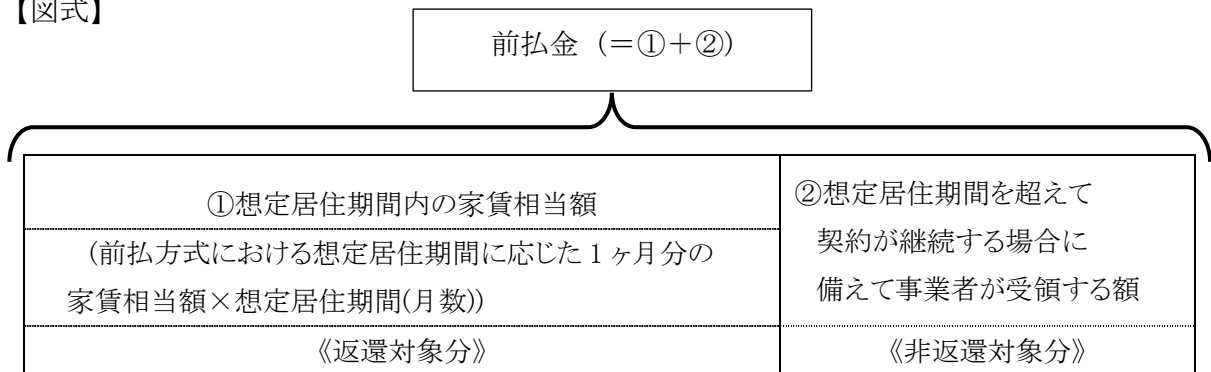 【図式】
前払金 (=①+②)
①想定居住期間内の家賃相当額
(前払方式における想定居住期間に応じた1ヶ月分の
家賃相当額×想定居住期間(月数))
《返還対象分》
②想定居住期間を超えて
契約が継続する場合に
備えて事業者が受領する額
《非返還対象分》